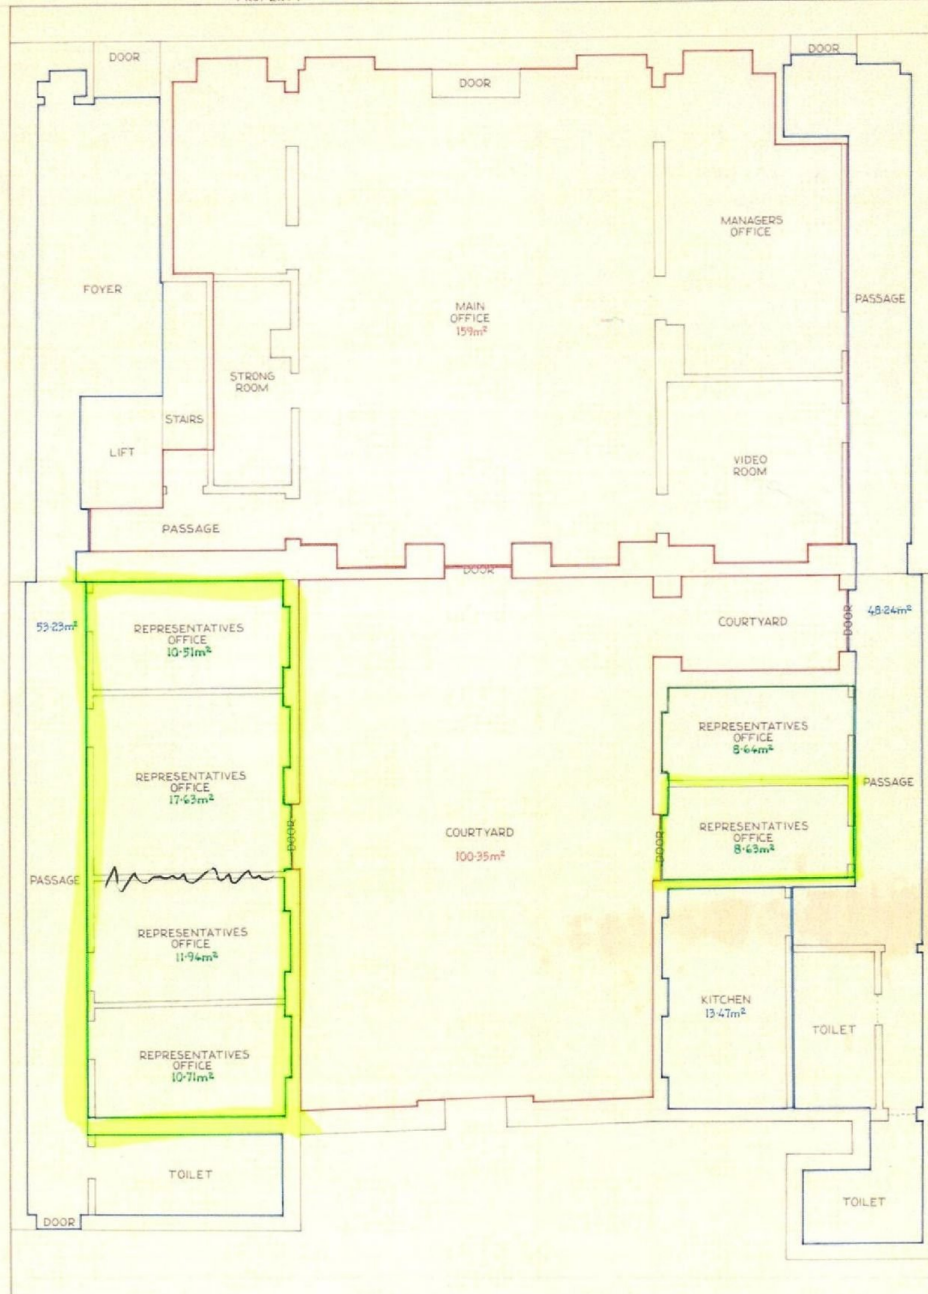 DOOR
DOOR
DOOR
MANAGERS
OFFICE
FOYER
PASSAGE
MAIN
OFFICE
159m²
STRONG
ROOM
STAIRS
LIFT
VIDEO
ROOM
PASSAGE
DOOR
53·23m²
REPRESENTATIVES
OFFICE
10·51m²
COURTYARD
DOOR
48·24m²
REPRESENTATIVES
OFFICE
8·64m²
REPRESENTATIVES
OFFICE
17·63m²
PASSAGE
DOOR
COURTYARD
100·35m²
DOOR
REPRESENTATIVES
OFFICE
8·63m²
PASSAGE
REPRESENTATIVES
OFFICE
11·94m²
KITCHEN
13·47m²
TOILET
REPRESENTATIVES
OFFICE
10·71m²
TOILET
TOILET
DOOR